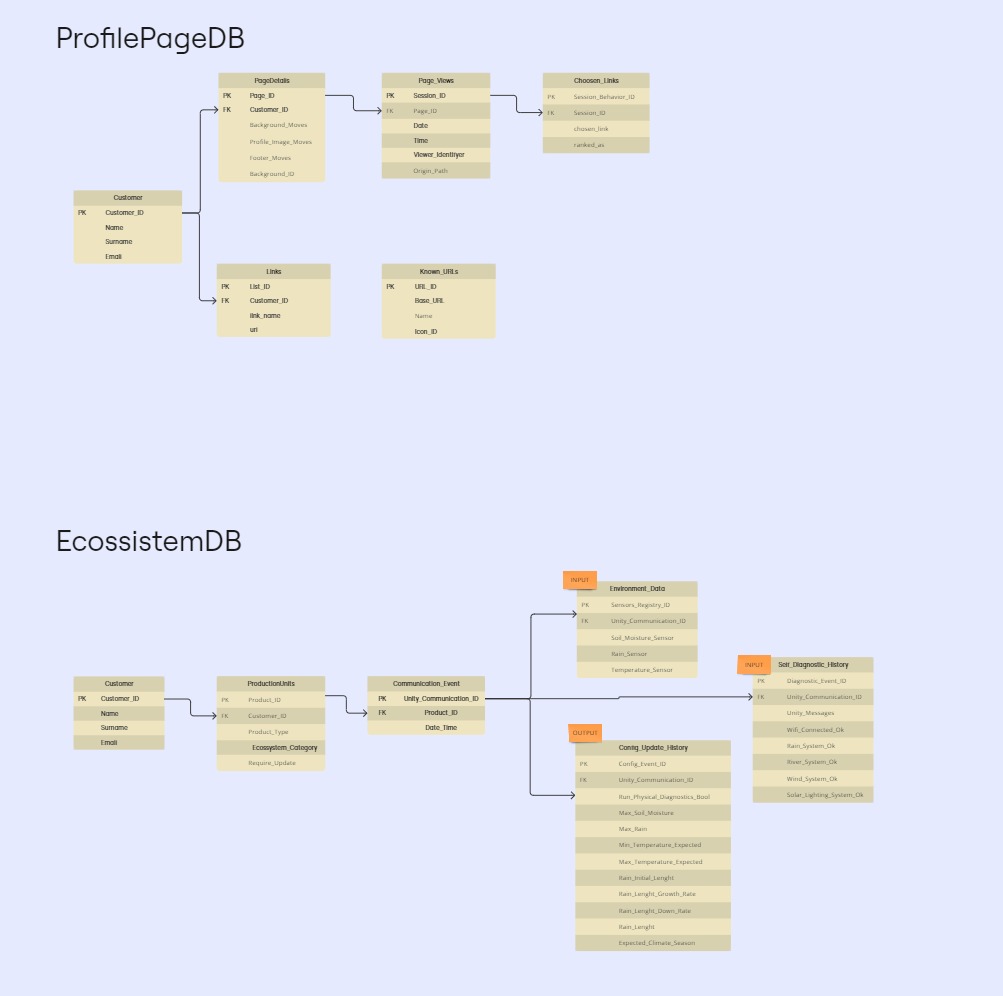 ProfilePageDB
PageDetails
PK Page_ID
FK Customer_ID
Background_Moves
Profile_Image_Moves
Footer_Moves
Background_ID
Page_Views
PK Session_ID
FK Page_ID
Date
Time
Viewer_Identifyer
Origin_Path
Choosen_Links
PK Session_Behavior_ID
FK Session_ID
chosen_link
ranked_as
Customer
PK Customer_ID
Name
Surname
Email
Links
PK List_ID
FK Customer_ID
link_name
url
Known_URLs
PK URL_ID
Base_URL
Name
Icon_ID
EcossistemDB
Customer
PK Customer_ID
Name
Surname
Email
ProductionUnits
PK Product_ID
FK Customer_ID
Product_Type
Ecossystem_Category
Require_Update
Communication_Event
PK Unity_Communication_ID
FK Product_ID
Date_Time
INPUT
Environment_Data
PK Sensors_Registry_ID
FK Unity_Communication_ID
Soil_Moisture_Sensor
Rain_Sensor
Temperature_Sensor
INPUT
Self_Diagnostic_History
PK Diagnostic_Event_ID
FK Unity_Communication_ID
Unity_Messages
Wifi_Connected_Ok
Rain_System_Ok
River_System_Ok
Wind_System_Ok
Solar_Lighting_System_Ok
OUTPUT
Config_Update_History
PK Config_Event_ID
FK Unity_Communication_ID
Run_Physical_Diagnostics_Bool
Max_Soil_Moisture
Max_Rain
Min_Temperature_Expected
Max_Temperature_Expected
Rain_Initial_Lenght
Rain_Lenght_Growth_Rate
Rain_Lenght_Down_Rate
Rain_Lenght
Expected_Climate_Season